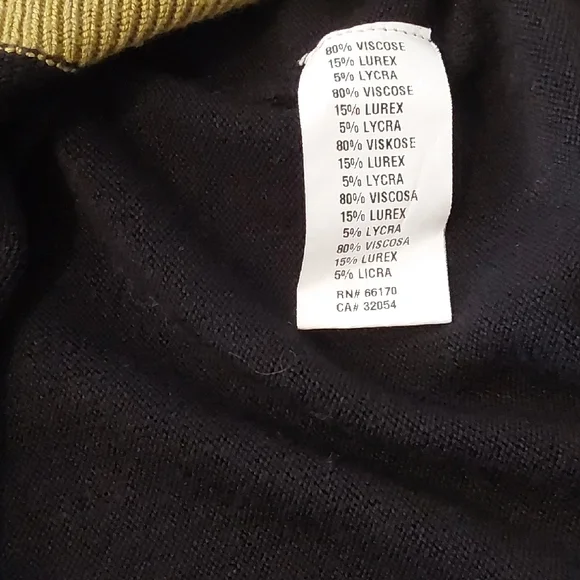 80% VISCOSE
15% LUREX
5% LYCRA
80% VISCOSE
15% LUREX
5% LYCRA
80% VISKOSE
15% LUREX
5% LYCRA
80% VISCOSA
15% LUREX
5% LYCRA
80% VISCOSA
15% LUREX
5% LICRA
RN# 66170
CA# 32054